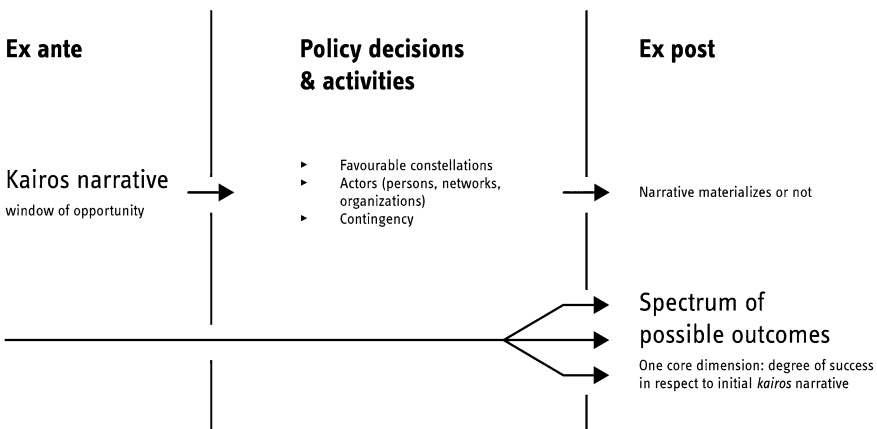 Ex ante
Policy decisions
& activities
Ex post
Kairos narrative
window of opportunity
▸ Favourable constellations
▸ Actors (persons, networks,
organizations)
▸ Contingency
Narrative materializes or not
Spectrum of
possible outcomes
One core dimension: degree of success
in respect to initial kairos narrative